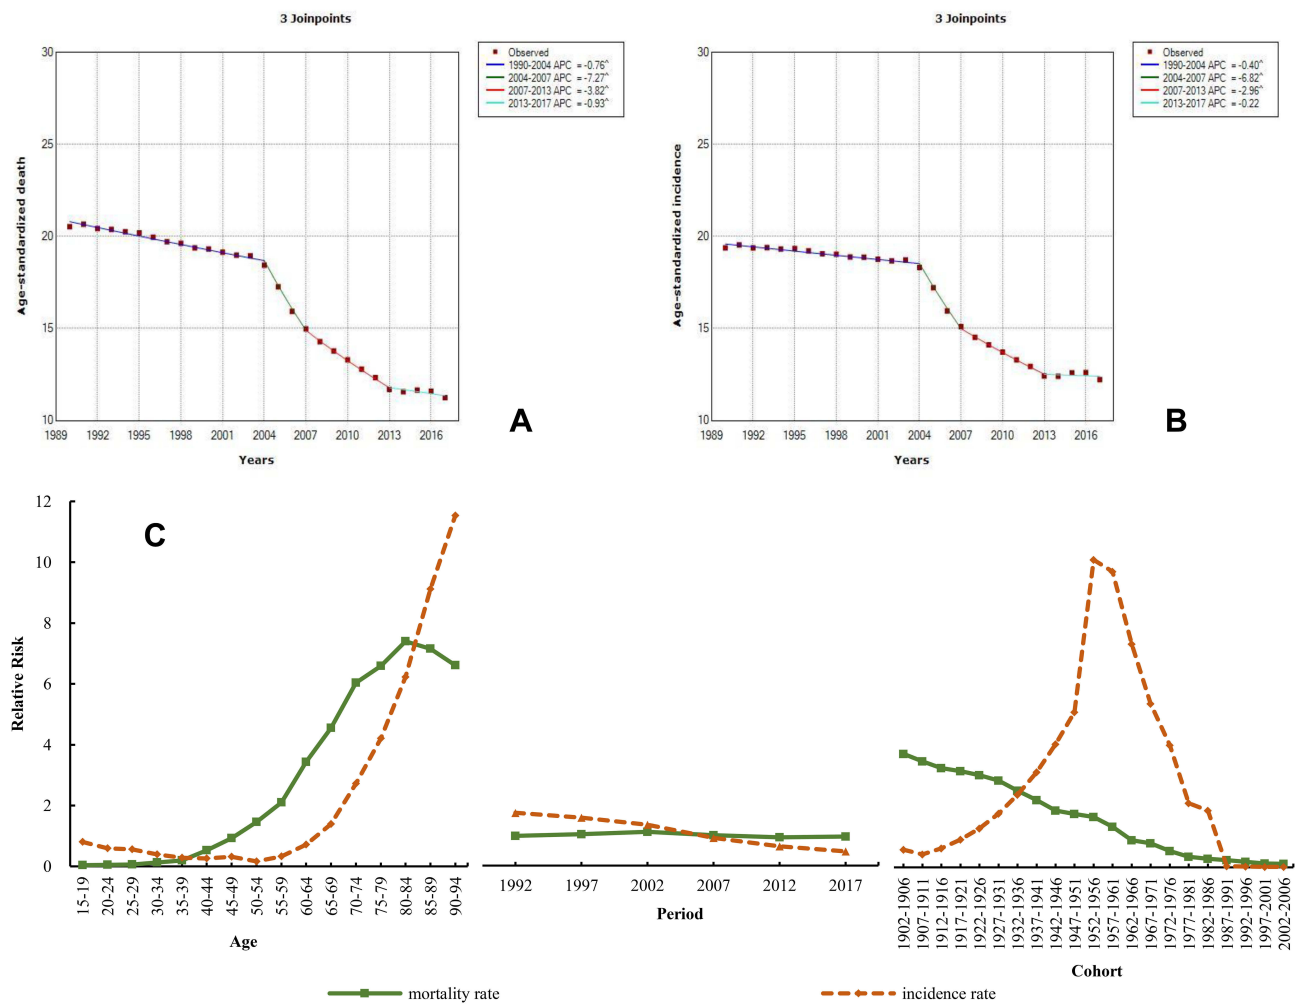 3 Joinpoints
30
25
20
15
10
Age-standardized death
1989 1992 1995 1998 2001 2004 2007 2010 2013 2016
Years
Observed
1990-2004 APC = -0.76^
2004-2007 APC = -7.27^
2007-2013 APC = -3.82^
2013-2017 APC = -0.93^
A
3 Joinpoints
30
25
20
15
10
Age-standardized incidence
1989 1992 1995 1998 2001 2004 2007 2010 2013 2016
Years
Observed
1990-2004 APC = -0.40^
2004-2007 APC = -6.82^
2007-2013 APC = -2.96^
2013-2017 APC = -0.22
B
C
12
10
8
6
4
2
0
Relative Risk
15-19
20-24
25-29
30-34
35-39
40-44
45-49
50-54
55-59
60-64
65-69
70-74
75-79
80-84
85-89
90-94
Age
1992 1997 2002 2007 2012 2017
Period
1902-1906
1907-1911
1912-1916
1917-1921
1922-1926
1927-1931
1932-1936
1937-1941
1942-1946
1947-1951
1952-1956
1957-1961
1962-1966
1967-1971
1972-1976
1977-1981
1982-1986
1987-1991
1992-1996
1997-2001
2002-2006
Cohort
mortality rate
incidence rate